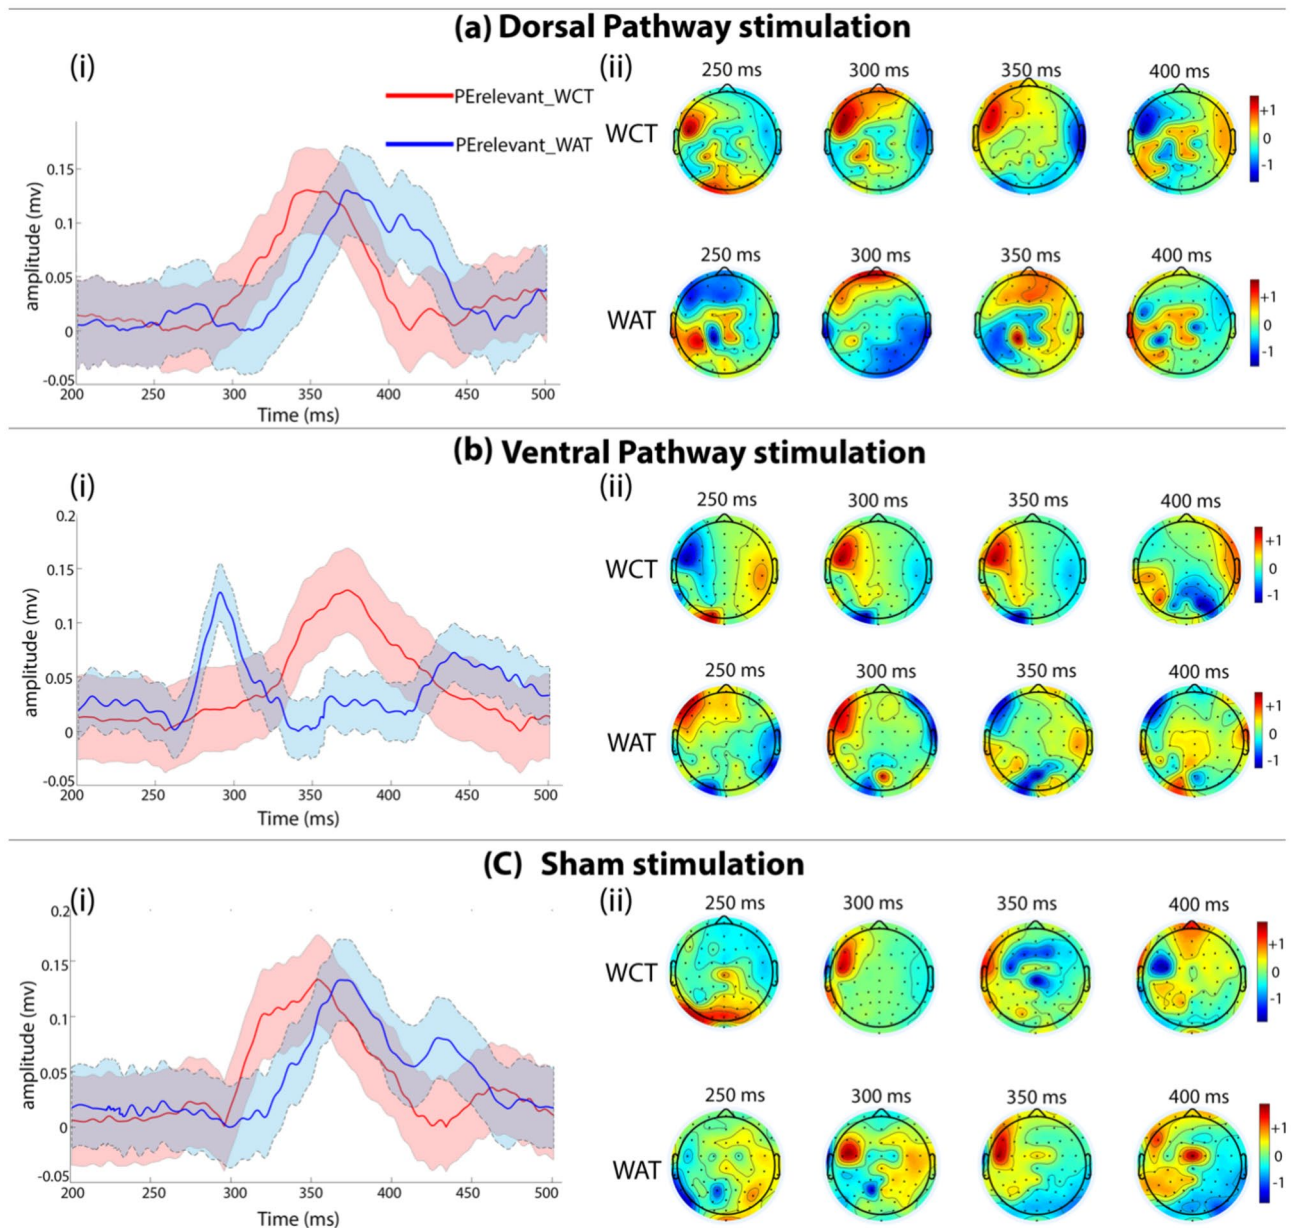 (a) Dorsal Pathway stimulation
(i)
PErelevant_WCT
PErelevant_WAT
amplitude (mv)
0.15
0.1
0.05
0
-0.05
200 250 300 350 400 450 500
Time (ms)
(ii)
250 ms 300 ms 350 ms 400 ms
WCT
+1
0
-1
250 ms 300 ms 350 ms 400 ms
WAT
+1
0
-1
(b) Ventral Pathway stimulation
(i)
amplitude (mv)
0.2
0.15
0.1
0.05
0
-0.05
200 250 300 350 400 450 500
Time (ms)
(ii)
250 ms 300 ms 350 ms 400 ms
WCT
+1
0
-1
250 ms 300 ms 350 ms 400 ms
WAT
+1
0
-1
(C) Sham stimulation
(i)
amplitude (mv)
0.2
0.15
0.1
0.05
0
-0.05
200 250 300 350 400 450 500
Time (ms)
(ii)
250 ms 300 ms 350 ms 400 ms
WCT
+1
0
-1
250 ms 300 ms 350 ms 400 ms
WAT
+1
0
-1